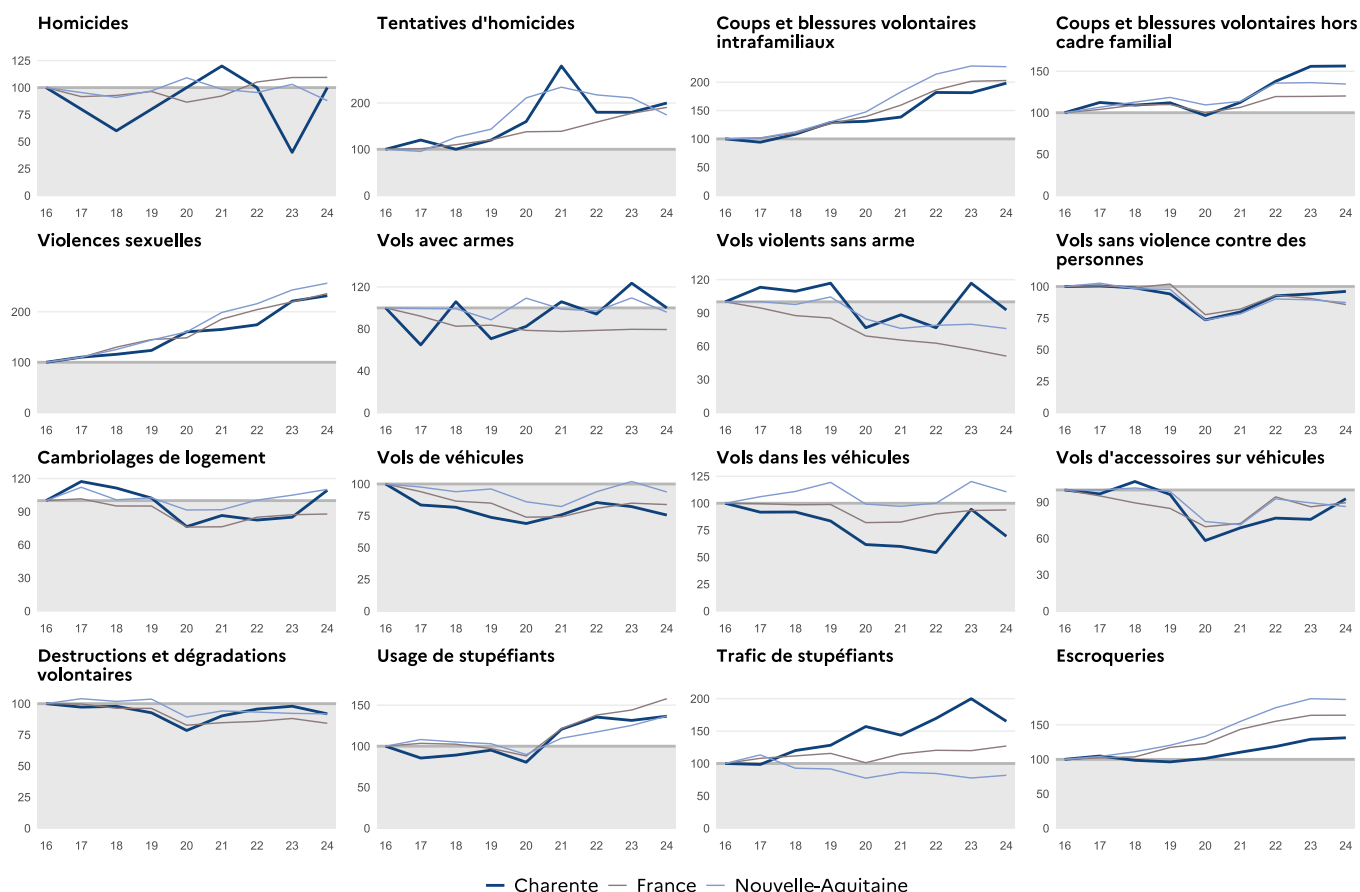 Homicides
125
100
75
50
25
0
16 17 18 19 20 21 22 23 24
Tentatives d'homicides
200
100
0
16 17 18 19 20 21 22 23 24
Coups et blessures volontaires
intrafamiliaux
200
150
100
50
0
16 17 18 19 20 21 22 23 24
Coups et blessures volontaires hors
cadre familial
150
100
50
0
16 17 18 19 20 21 22 23 24
Violences sexuelles
200
100
0
16 17 18 19 20 21 22 23 24
Vols avec armes
120
80
40
0
16 17 18 19 20 21 22 23 24
Vols violents sans arme
120
90
60
30
0
16 17 18 19 20 21 22 23 24
Vols sans violence contre des
personnes
100
75
50
25
0
16 17 18 19 20 21 22 23 24
Cambriolages de logement
120
90
60
30
0
16 17 18 19 20 21 22 23 24
Vols de véhicules
100
75
50
25
0
16 17 18 19 20 21 22 23 24
Vols dans les véhicules
125
100
75
50
25
0
16 17 18 19 20 21 22 23 24
Vols d'accessoires sur véhicules
90
60
30
0
16 17 18 19 20 21 22 23 24
Destructions et dégradations
volontaires
100
75
50
25
0
16 17 18 19 20 21 22 23 24
Usage de stupéfiants
150
100
50
0
16 17 18 19 20 21 22 23 24
Trafic de stupéfiants
200
150
100
50
0
16 17 18 19 20 21 22 23 24
Escroqueries
150
100
50
0
16 17 18 19 20 21 22 23 24
Charente France Nouvelle-Aquitaine